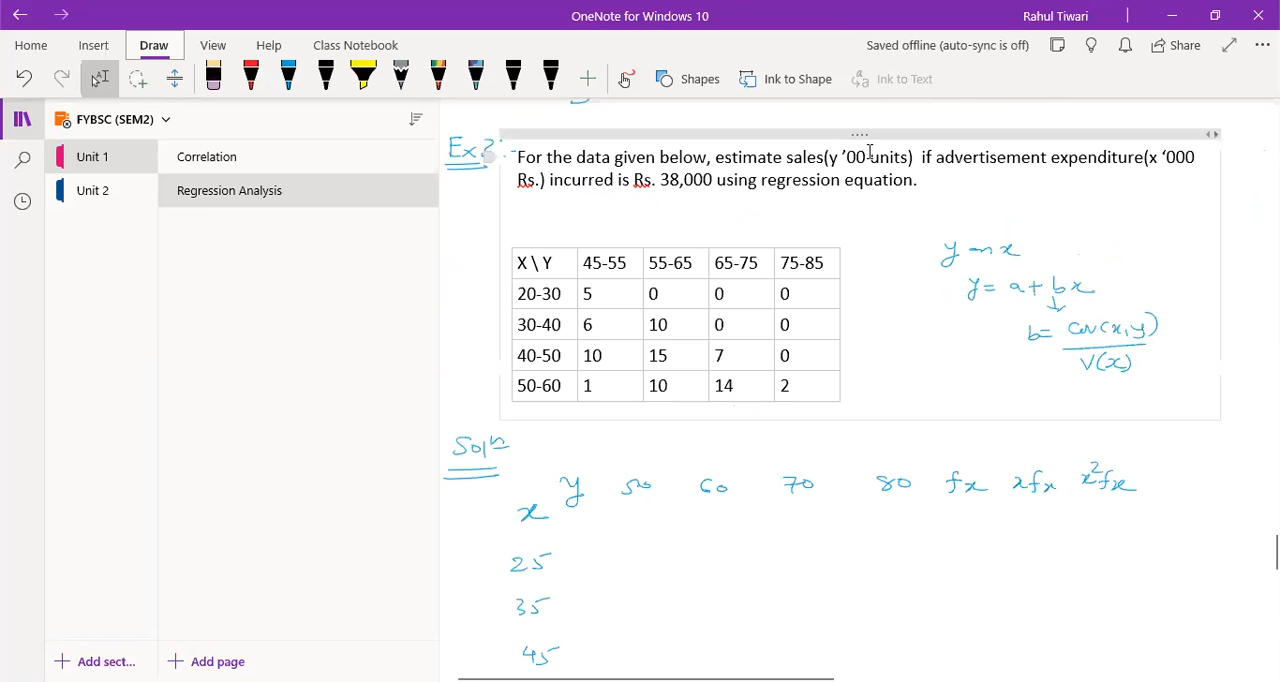 OneNote for Windows 10
Rahul Tiwari
Home Insert Draw View Help Class Notebook
Saved offline (auto-sync is off) Share
Shapes Ink to Shape Ink to Text
FYBSC (SEM2)
Unit 1 Correlation
Unit 2 Regression Analysis
Ex
For the data given below, estimate sales(y ’00 units) if advertisement expenditure(x ‘000
Rs.) incurred is Rs. 38,000 using regression equation.
X \ Y 45-55 55-65 65-75 75-85
20-30 5 0 0 0
30-40 6 10 0 0
40-50 10 15 7 0
50-60 1 10 14 2
y on x
y = a + b x
b = Cov(x,y)
V(x)
Soln
y 50 60 70 80 fx xfx x²fx
x
25
35
45
Add sect... Add page